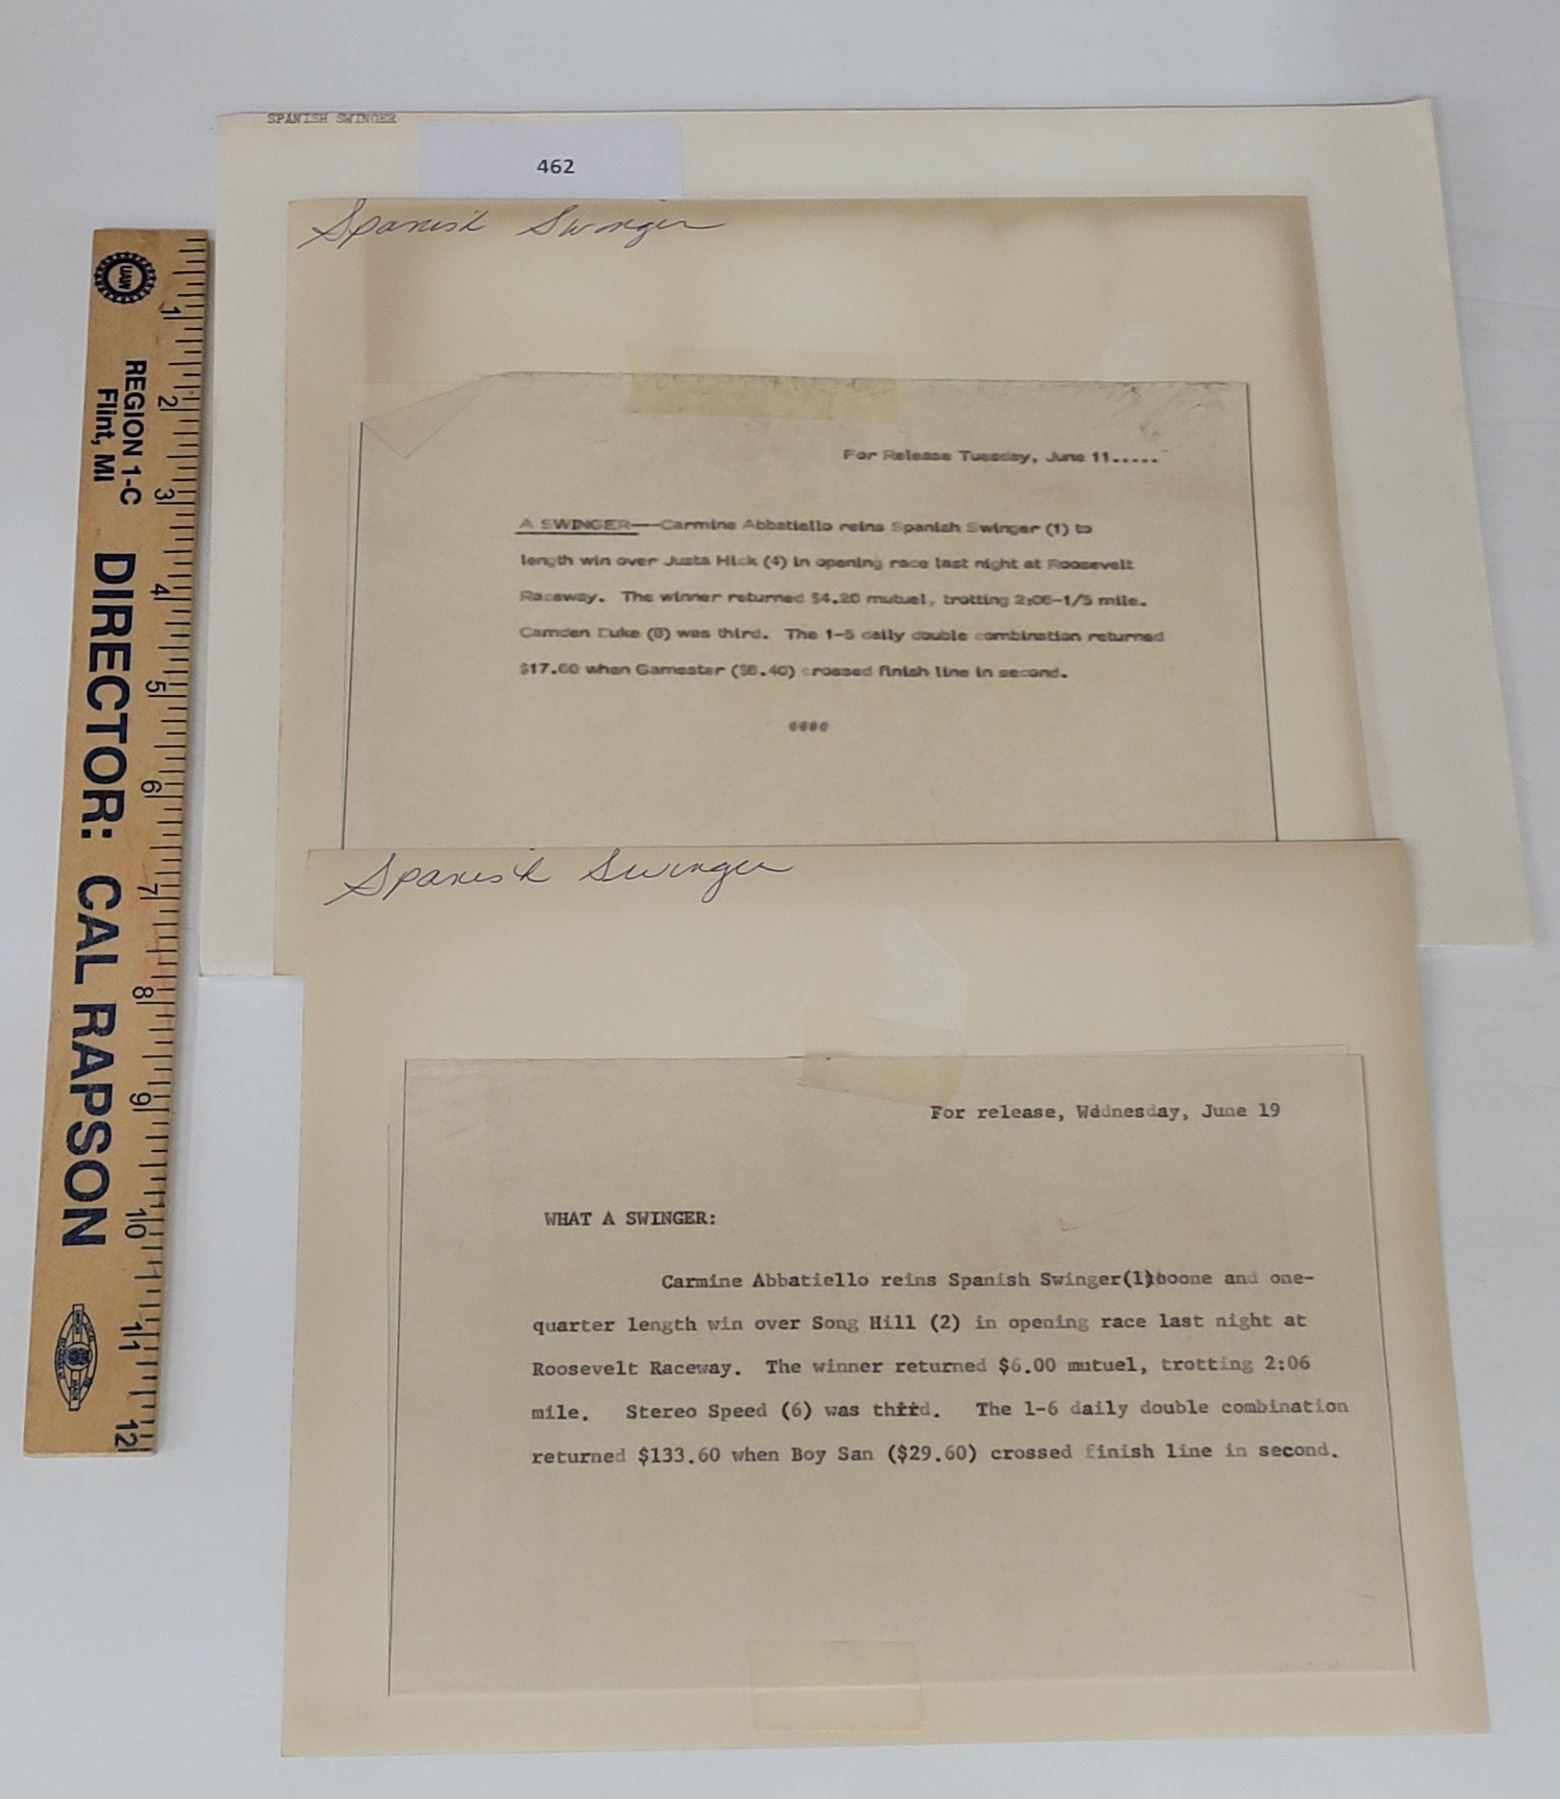 SPANISH SWINGER
462
Spanish Swinger
For Release Tuesday, June 11.....
A SWINGER---Carmine Abbatiello reins Spanish Swinger (1) to
length win over Justa Hick (4) in opening race last night at Roosevelt
Raceway. The winner returned $4.20 mutuel, trotting 2:06-1/5 mile.
Camden Duke (8) was third. The 1-5 daily double combination returned
$17.60 when Gamester ($8.40) crossed finish line in second.
Spanish Swinger
For release, Wednesday, June 19
WHAT A SWINGER:
Carmine Abbatiello reins Spanish Swinger(1)toone and one-
quarter length win over Song Hill (2) in opening race last night at
Roosevelt Raceway. The winner returned $6.00 mutuel, trotting 2:06
mile. Stereo Speed (6) was third. The 1-6 daily double combination
returned $133.60 when Boy San ($29.60) crossed finish line in second.
UAW
REGION 1-C
Flint, MI
DIRECTOR: CAL RAPSON
1
2
3
4
5
6
7
8
9
10
11
12